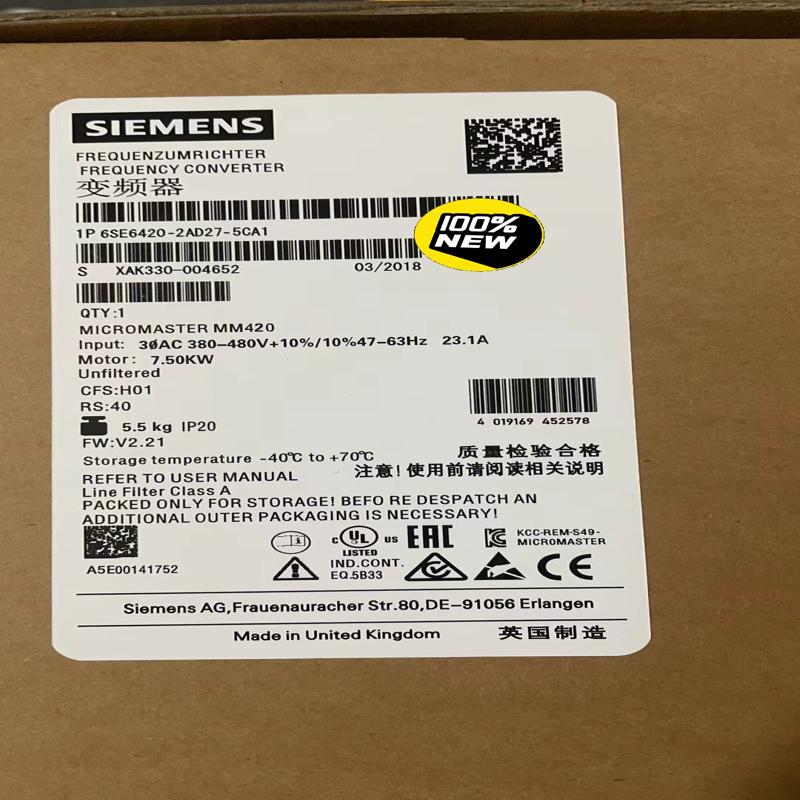 SIEMENS
FREQUENZUMRICHTER
FREQUENCY CONVERTER
变频器
1P 6SE6420-2AD27-5CA1
100%
NEW
S XAK330-004652 03/2018
QTY:1
MICROMASTER MM420
Input: 3ØAC 380-480V+10%/10%47-63Hz 23.1A
Motor: 7.50KW
Unfiltered
CFS:H01
RS:40
4 019169 452578
5.5 kg IP20
FW:V2.21
质量检验合格
Storage temperature -40℃ to +70℃
注意!使用前请阅读相关说明
REFER TO USER MANUAL
Line Filter Class A
PACKED ONLY FOR STORAGE! BEFO RE DESPATCH AN
ADDITIONAL OUTER PACKAGING IS NECESSARY!
A5E00141752
c UL us
LISTED
IND.CONT.
EQ.5B33
EAC
KCC-REM-S49-
MICROMASTER
CE
Siemens AG,Frauenauracher Str.80,DE-91056 Erlangen
Made in United Kingdom 英国制造